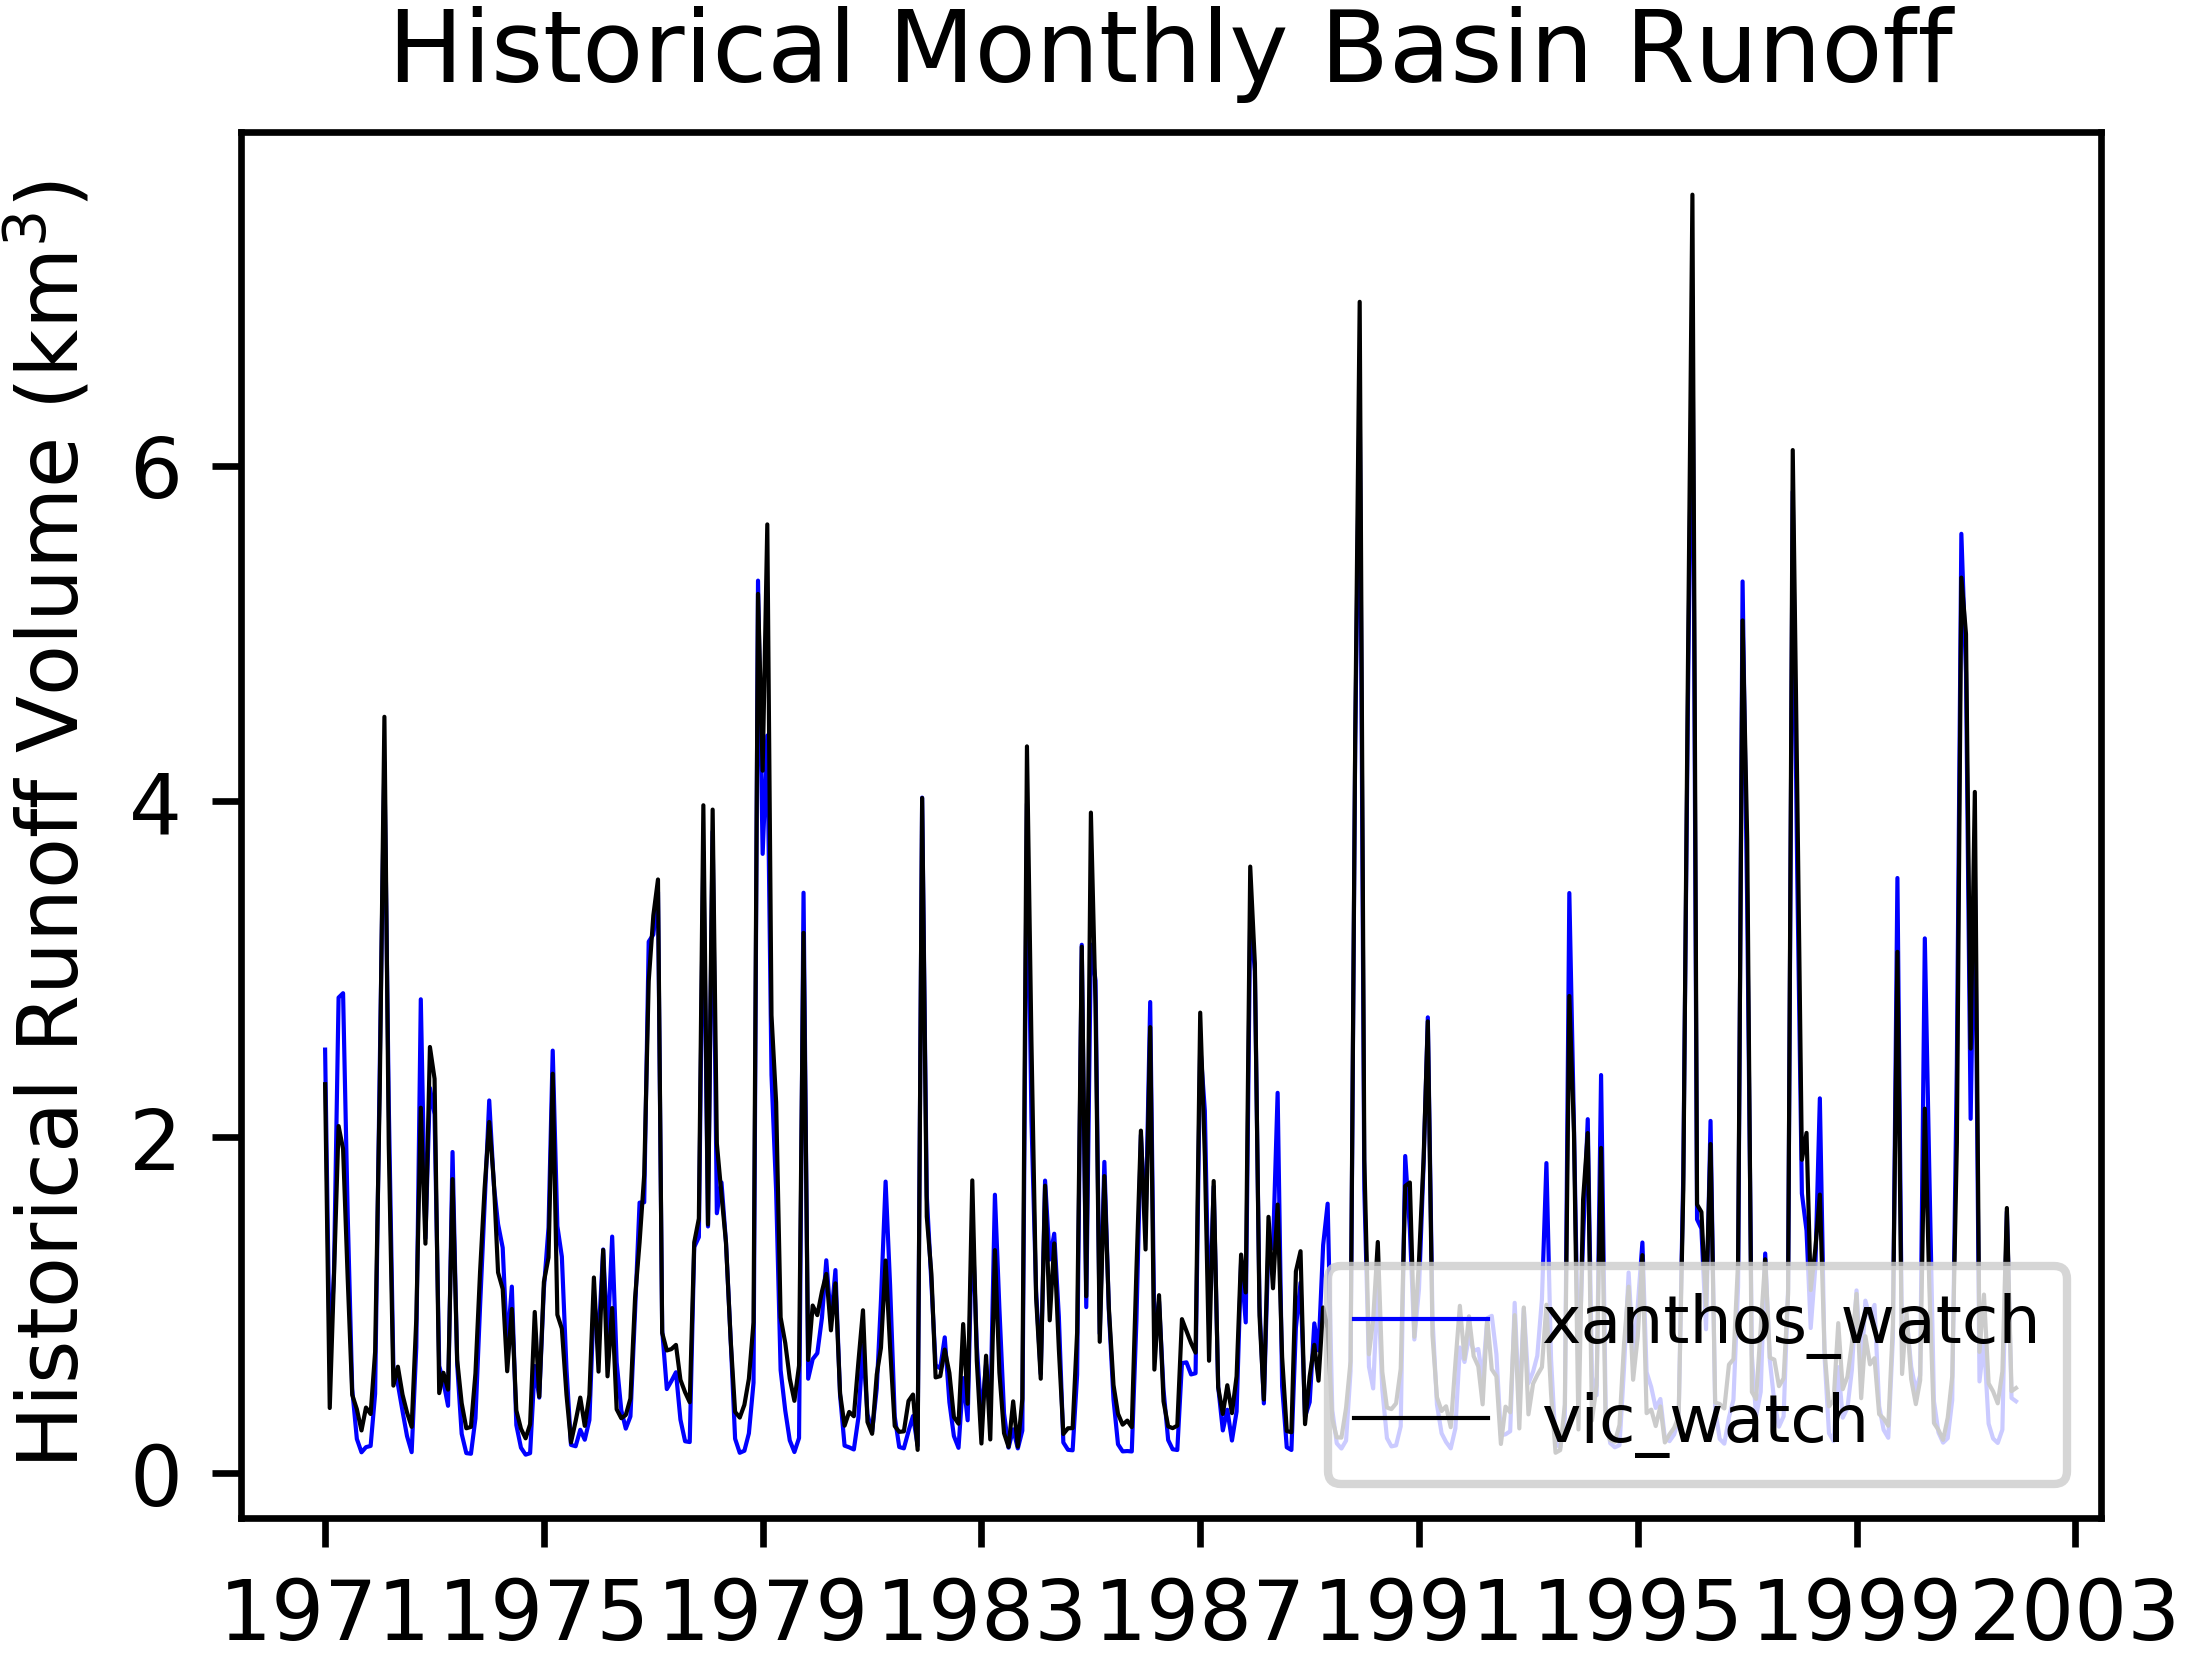 Historical Monthly Basin Runoff
Historical Runoff Volume (km³)
6
4
2
0
xanthos_watch
vic_watch
1971 1975 1979 1983 1987 1991 1995 1999 2003